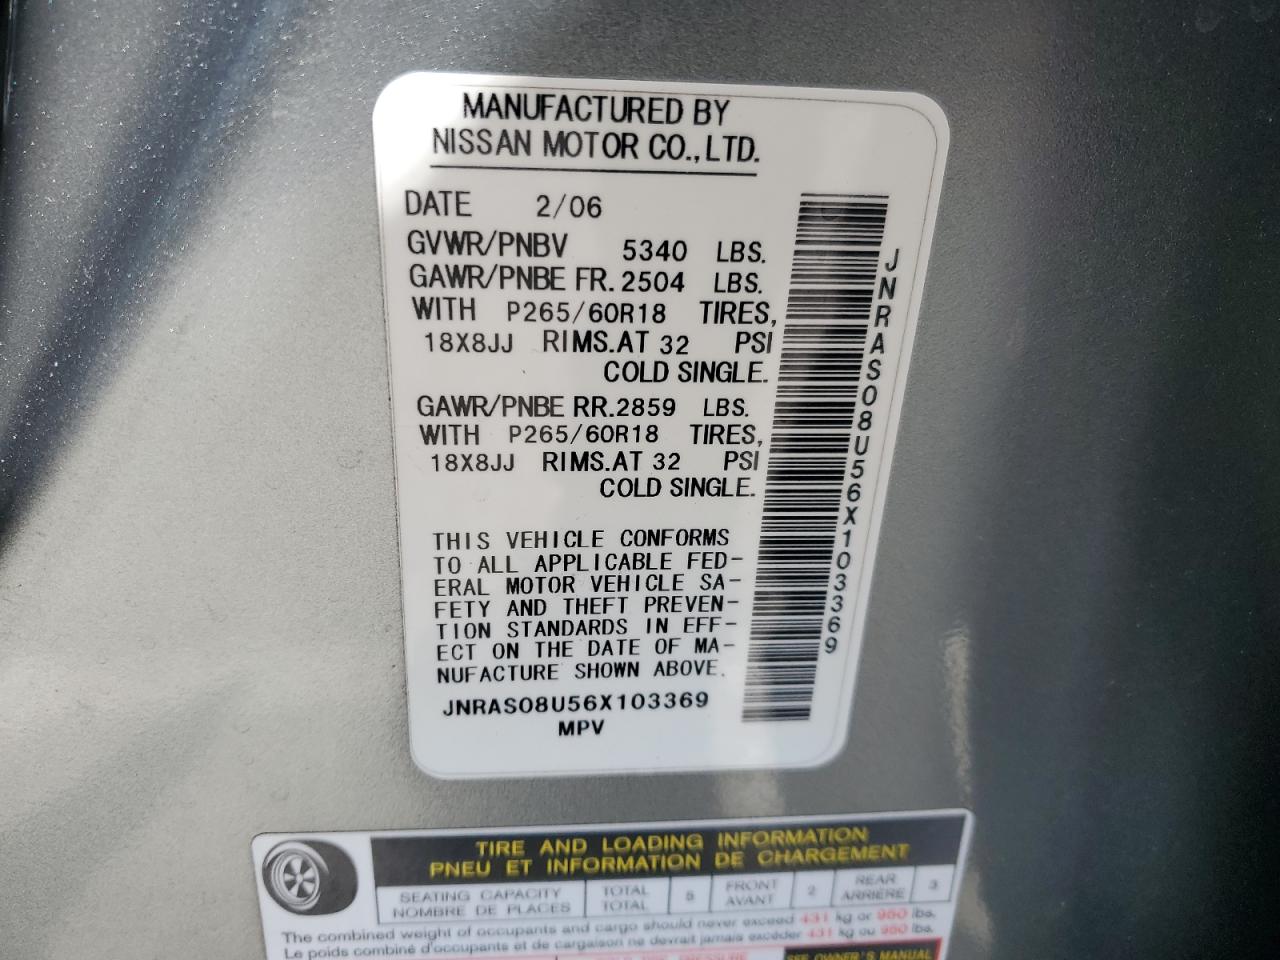 MANUFACTURED BY
NISSAN MOTOR CO.,LTD.
DATE 2/06
GVWR/PNBV 5340 LBS.
GAWR/PNBE FR. 2504 LBS.
WITH P265/60R18 TIRES,
18X8JJ RIMS.AT 32 PSI
COLD SINGLE.
GAWR/PNBE RR. 2859 LBS.
WITH P265/60R18 TIRES,
18X8JJ RIMS.AT 32 PSI
COLD SINGLE.
THIS VEHICLE CONFORMS
TO ALL APPLICABLE FED-
ERAL MOTOR VEHICLE SA-
FETY AND THEFT PREVEN-
TION STANDARDS IN EFF-
ECT ON THE DATE OF MA-
NUFACTURE SHOWN ABOVE.
JNRAS08U56X103369
MPV
JNRAS08U56X103369
TIRE AND LOADING INFORMATION
PNEU ET INFORMATION DE CHARGEMENT
SEATING CAPACITY TOTAL 5 FRONT 2 REAR 3
NOMBRE DE PLACES TOTAL AVANT ARRIÈRE
The combined weight of occupants and cargo should never exceed 431 kg or 950 lbs.
Le poids combiné d'occupants et de cargaison ne devrait jamais excéder 431 kg ou 950 lbs.
SEE OWNER'S MANUAL